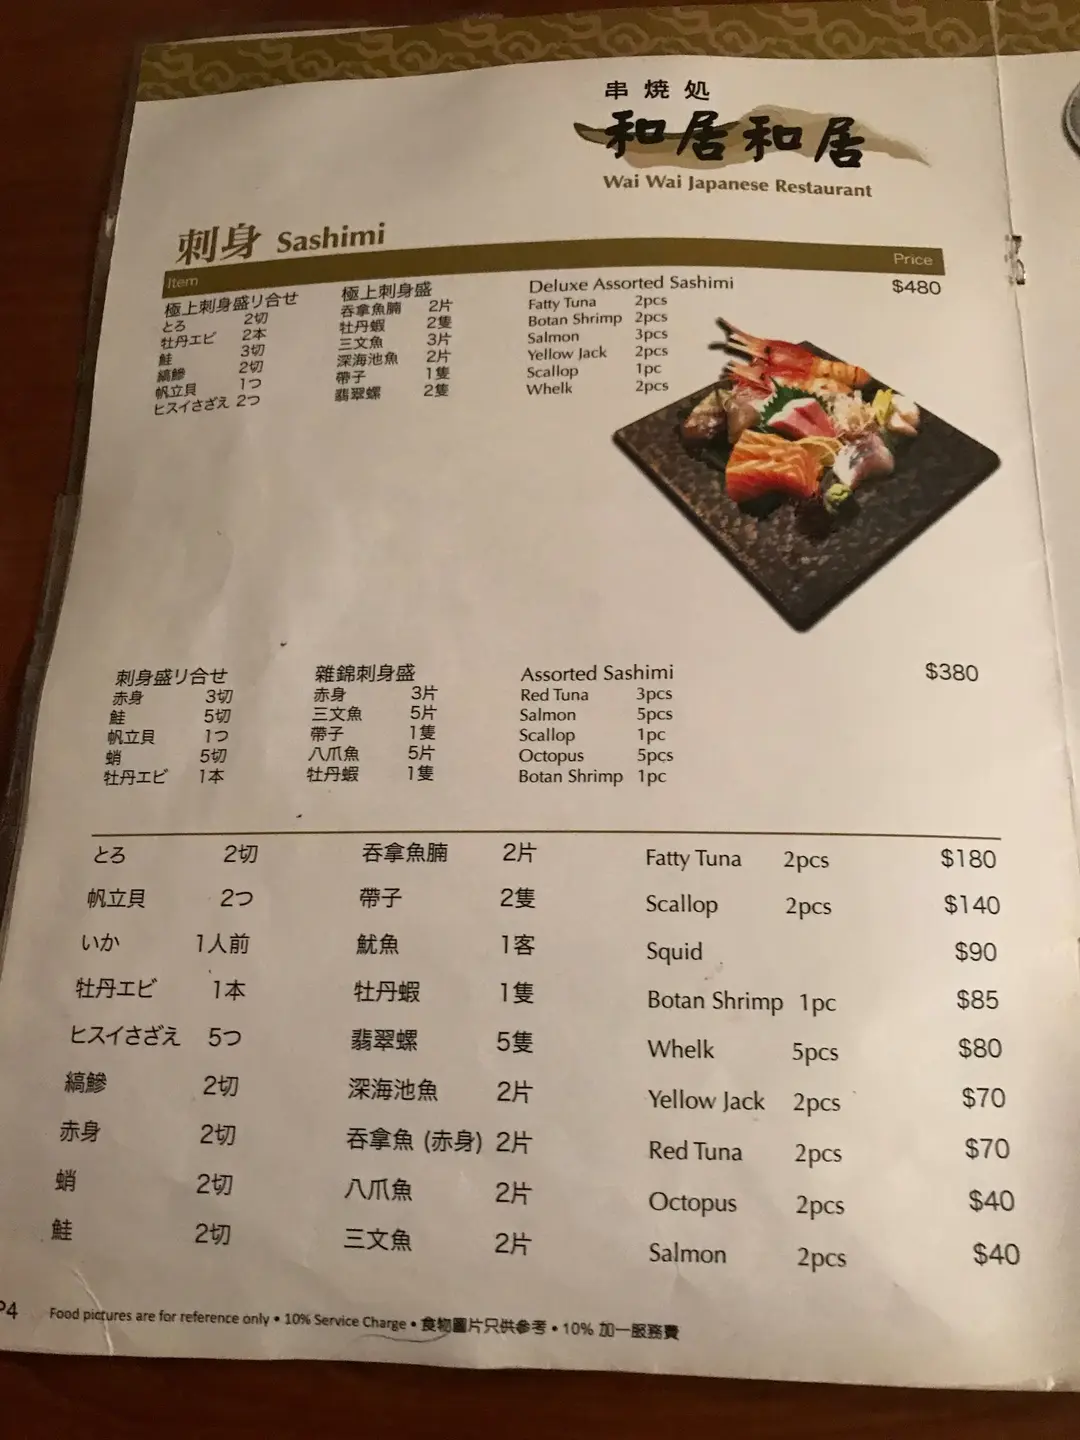 串焼処
和居和居
Wai Wai Japanese Restaurant
刺身 Sashimi
Item Price
極上刺身盛り合せ 極上刺身盛 Deluxe Assorted Sashimi $480
とろ 2切 吞拿魚腩 2片 Fatty Tuna 2pcs
牡丹エビ 2本 牡丹蝦 2隻 Botan Shrimp 2pcs
鮭 3切 三文魚 3片 Salmon 3pcs
縞鰺 2切 深海池魚 2片 Yellow Jack 2pcs
帆立貝 1つ 帶子 1隻 Scallop 1pc
ヒスイさざえ 2つ 翡翠螺 2隻 Whelk 2pcs
刺身盛り合せ 雜錦刺身盛 Assorted Sashimi $380
赤身 3切 赤身 3片 Red Tuna 3pcs
鮭 5切 三文魚 5片 Salmon 5pcs
帆立貝 1つ 帶子 1隻 Scallop 1pc
蛸 5切 八爪魚 5片 Octopus 5pcs
牡丹エビ 1本 牡丹蝦 1隻 Botan Shrimp 1pc
とろ 2切 吞拿魚腩 2片 Fatty Tuna 2pcs $180
帆立貝 2つ 帶子 2隻 Scallop 2pcs $140
いか 1人前 魷魚 1客 Squid $90
牡丹エビ 1本 牡丹蝦 1隻 Botan Shrimp 1pc $85
ヒスイさざえ 5つ 翡翠螺 5隻 Whelk 5pcs $80
縞鰺 2切 深海池魚 2片 Yellow Jack 2pcs $70
赤身 2切 吞拿魚 (赤身) 2片 Red Tuna 2pcs $70
蛸 2切 八爪魚 2片 Octopus 2pcs $40
鮭 2切 三文魚 2片 Salmon 2pcs $40
P4 Food pictures are for reference only • 10% Service Charge • 食物圖片只供參考 • 10% 加一服務費